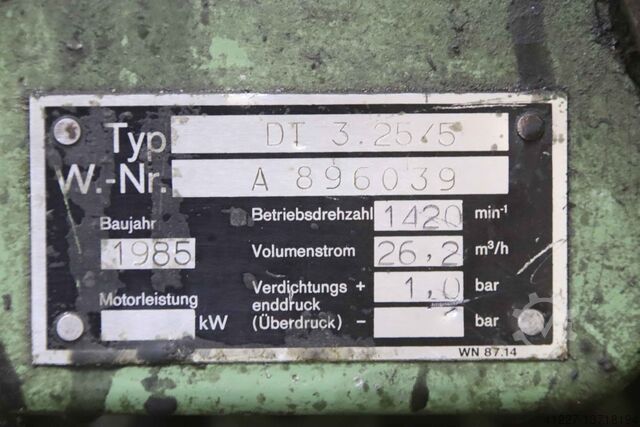 Typ DT 3.25/5
W.-Nr. A 896039
Baujahr
1985
Motorleistung
kW
Betriebsdrehzahl 1420 min-1
Volumenstrom 26,2 m³/h
Verdichtungs + 1,0 bar
enddruck
(Überdruck) - bar
WN 87.14